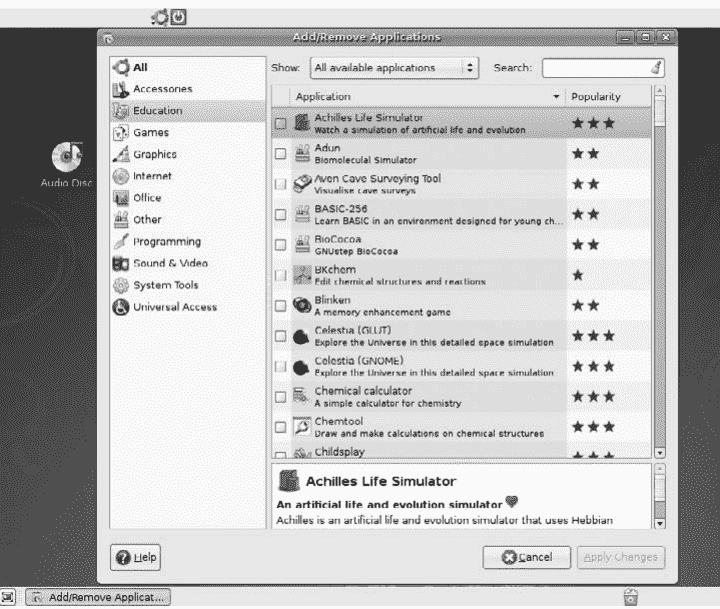 Add/Remove Applications
All
Accessories
Education
Games
Graphics
Internet
Office
Other
Programming
Sound & Video
System Tools
Universal Access
Audio Disc
Show: All available applications Search:
Application Popularity
Achilles Life Simulator
Watch a simulation of artificial life and evolution
Adun
Biomolecular Simulator
Aven Cave Surveying Tool
Visualise cave surveys
BASIC-256
Learn BASIC in an environment designed for young ch...
BioCocoa
GNUstep BioCocoa
BKchem
Edit chemical structures and reactions
Blinken
A memory enhancement game
Celestia (GLUT)
Explore the Universe in this detailed space simulation
Celestia (GNOME)
Explore the Universe in this detailed space simulation
Chemical calculator
A simple calculator for chemistry
Chemtool
Draw and make calculations on chemical structures
Childsplay
Achilles Life Simulator
An artificial life and evolution simulator
Achilles is an artificial life and evolution simulator that uses Hebbian
Help Cancel Apply Changes
Add/Remove Applicat...